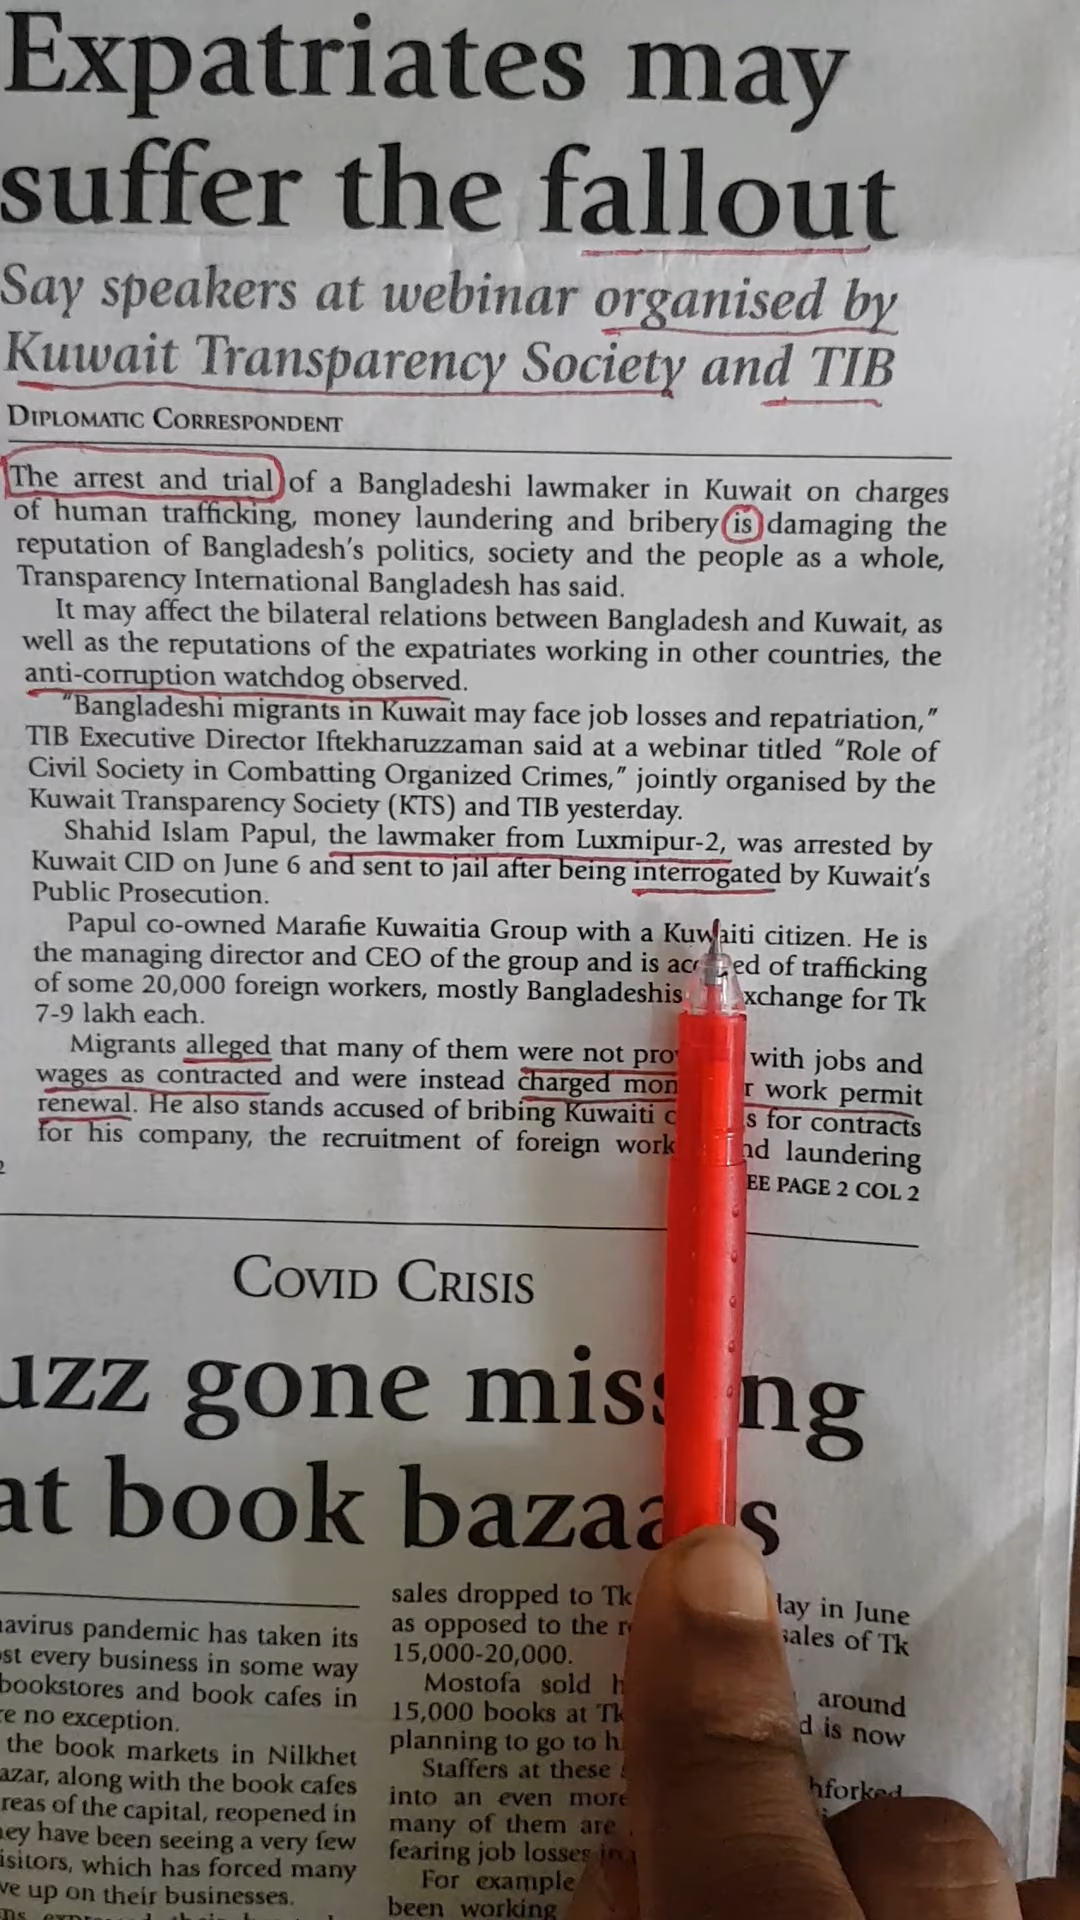 Expatriates may
suffer the fallout
Say speakers at webinar organised by
Kuwait Transparency Society and TIB
DIPLOMATIC CORRESPONDENT
The arrest and trial of a Bangladeshi lawmaker in Kuwait on charges
of human trafficking, money laundering and bribery is damaging the
reputation of Bangladesh's politics, society and the people as a whole,
Transparency International Bangladesh has said.
It may affect the bilateral relations between Bangladesh and Kuwait, as
well as the reputations of the expatriates working in other countries, the
anti-corruption watchdog observed.
"Bangladeshi migrants in Kuwait may face job losses and repatriation,"
TIB Executive Director Iftekharuzzaman said at a webinar titled "Role of
Civil Society in Combatting Organized Crimes," jointly organised by the
Kuwait Transparency Society (KTS) and TIB yesterday.
Shahid Islam Papul, the lawmaker from Luxmipur-2, was arrested by
Kuwait CID on June 6 and sent to jail after being interrogated by Kuwait's
Public Prosecution.
Papul co-owned Marafie Kuwaitia Group with a Kuwaiti citizen. He is
the managing director and CEO of the group and is of trafficking
of some 20,000 foreign workers, mostly Bangladeshis for Tk
7-9 lakh each.
Migrants alleged that many of them were not with jobs and
wages as contracted and were instead charged work permit
renewal. He also stands accused of bribing Kuwaiti for contracts
for his company, the recruitment of foreign laundering
PAGE 2 COL 2
2
COVID CRISIS
gone
at book
sales dropped to Tk in June
as opposed to the sales of Tk
15,000-20,000.
Mostofa sold around
15,000 books at is now
planning to go to
Staffers at these
into an even
many of them are
fearing job losses
For example
been working
pandemic has taken its
every business in some way
bookstores and book cafes in
no exception.
the book markets in Nilkhet
along with the book cafes
of the capital, reopened in
have been seeing a very few
which has forced many
up on their businesses.